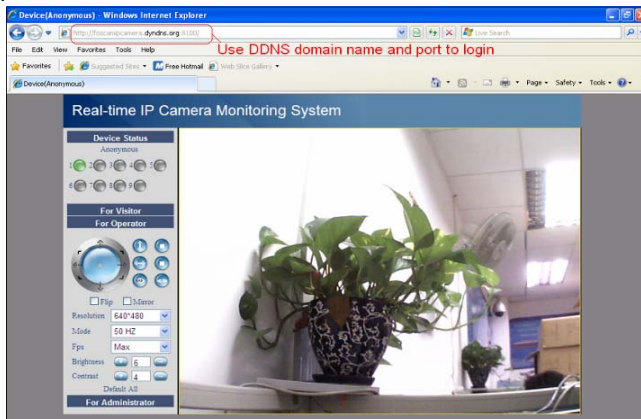 Device(Anonymous) - Windows Internet Explorer
http://foscamipcamera.dyndns.org:8100/
Live Search
Use DDNS domain name and port to login
File Edit View Favorites Tools Help
Favorites Suggested Sites Free Hotmail Web Slice Gallery
Device(Anonymous)
Page Safety Tools
Real-time IP Camera Monitoring System
Device Status
Anonymous
1 2 3 4 5
6 7 8 9
For Visitor
For Operator
Flip Mirror
Resolution 640*480
Mode 50 HZ
Fps Max
Brightness 6
Contrast 4
Default All
For Administrator